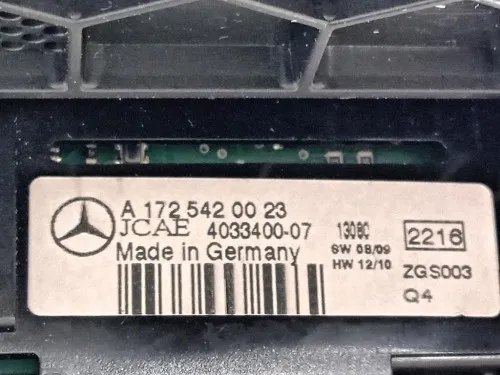 A 172 542 00 23
JCAE 4033400-07 13080
Made in Germany
SW 08/09
HW 12/10
2216
ZGS003
Q4